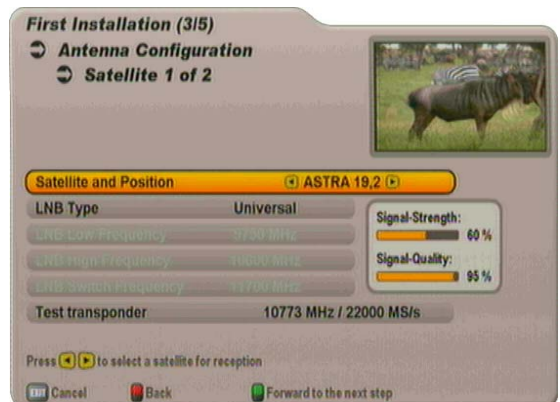 First Installation (3/5)
Antenna Configuration
Satellite 1 of 2
Satellite and Position ASTRA 19,2
LNB Type Universal
LNB Low Frequency 9750 MHz
LNB High Frequency 10600 MHz
LNB Switch Frequency 11700 MHz
Signal-Strength:
60 %
Signal-Quality:
95 %
Test transponder 10773 MHz / 22000 MS/s
Press to select a satellite for reception
Cancel Back Forward to the next step